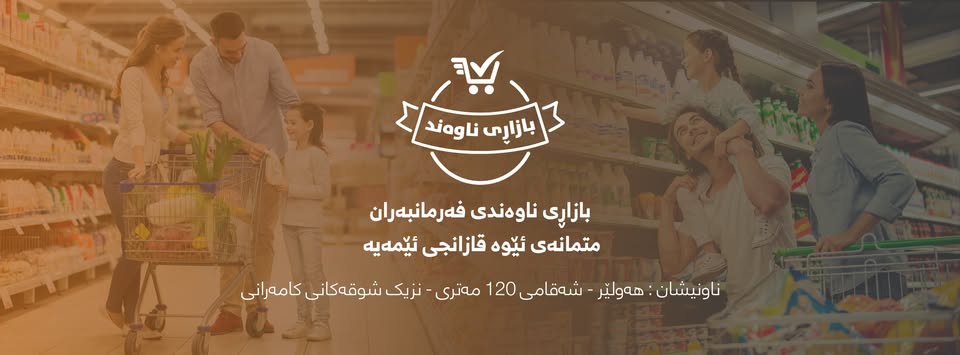 بازاڕی ناوەند
بازاڕی ناوەندی فەرمانبەران
متمانەی ئێوە قازانجی ئێمەیە
ناونیشان : هەولێر - شەقامی 120 مەتری - نزیک شوقەکانی کامەرانی